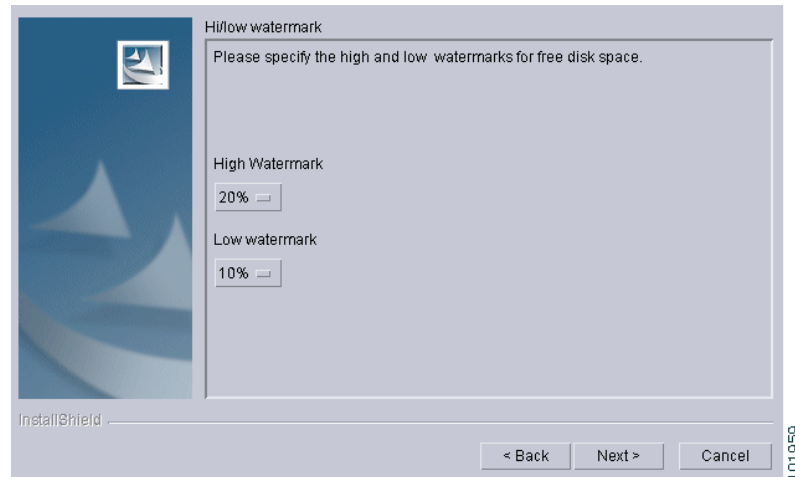 Hi/low watermark
Please specify the high and low watermarks for free disk space.
High Watermark
20%
Low watermark
10%
InstallShield
< Back
Next >
Cancel
101959